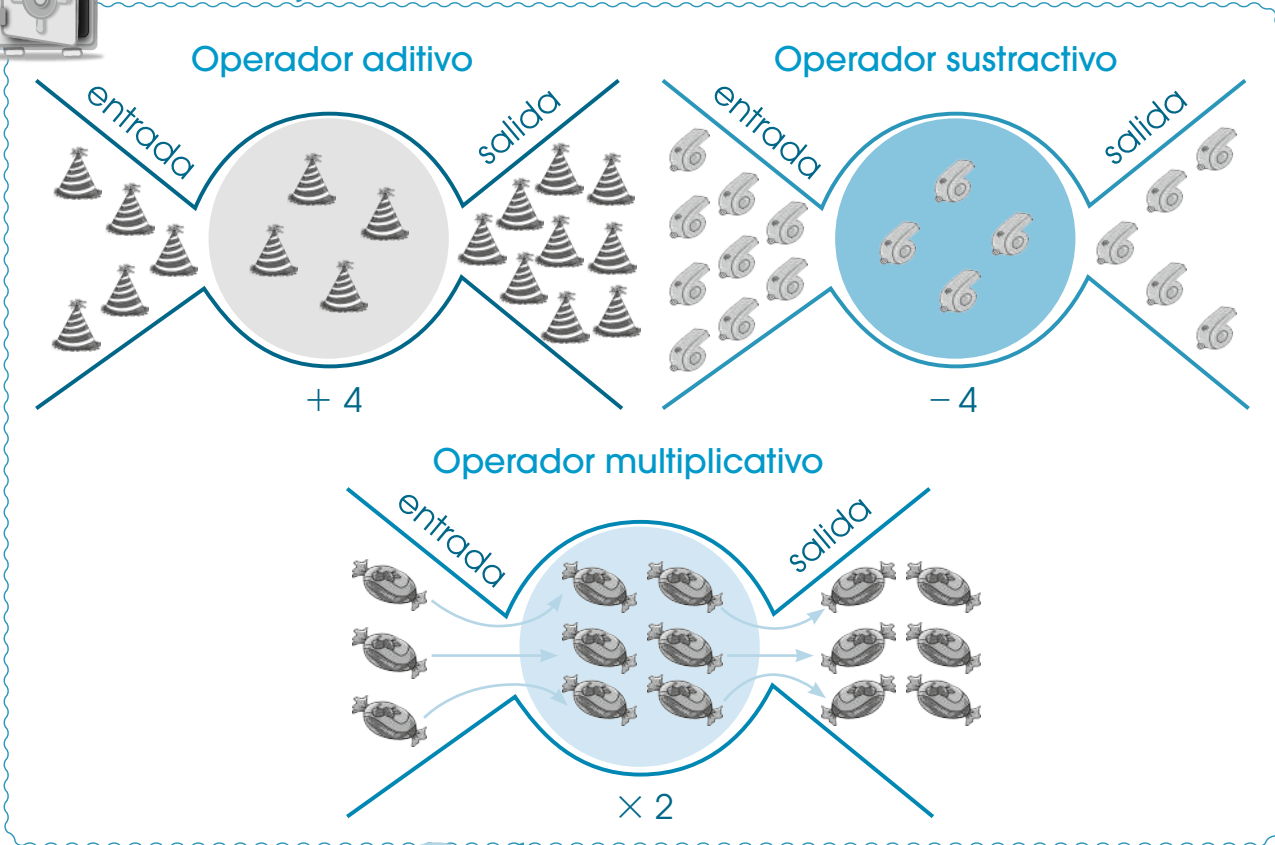 Operador aditivo
entrada
salida
+ 4
Operador sustractivo
entrada
salida
− 4
Operador multiplicativo
entrada
salida
× 2